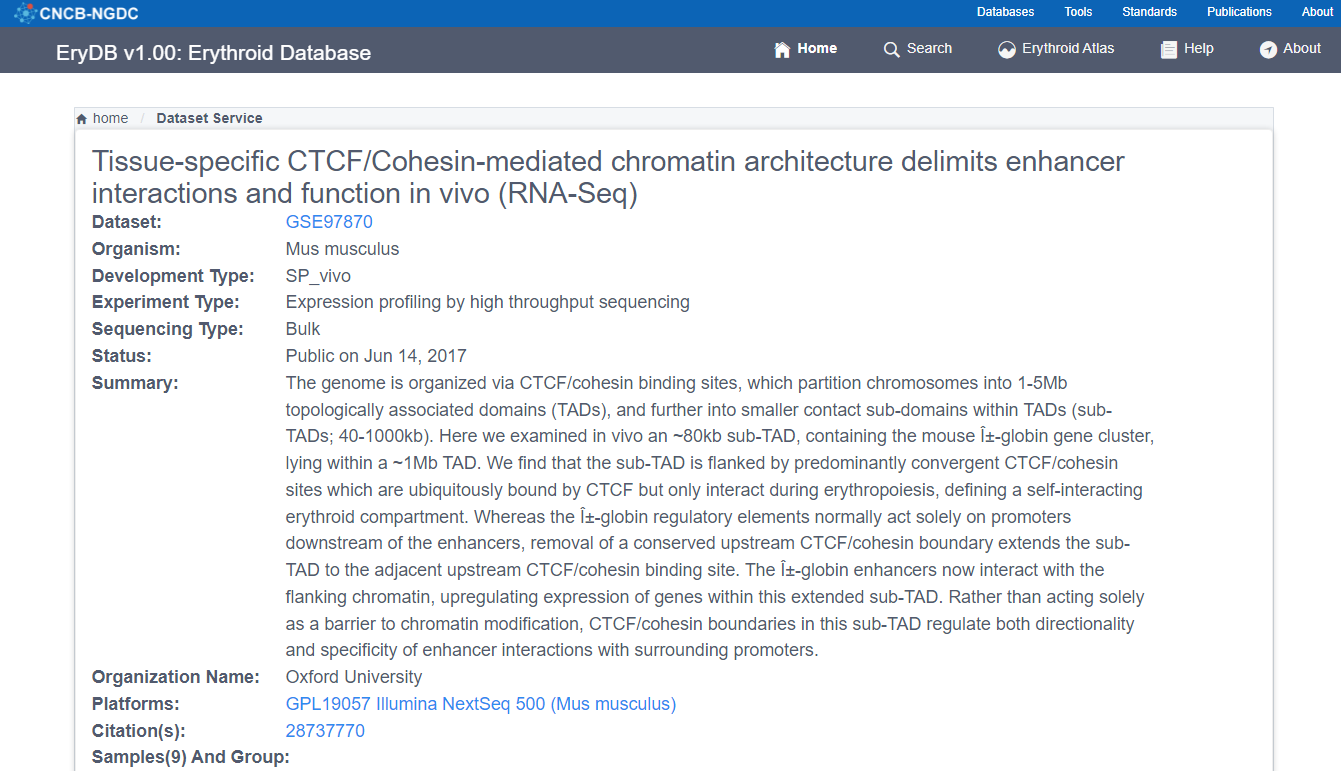 CNCB-NGDC
Databases Tools Standards Publications About
EryDB v1.00: Erythroid Database
Home Search Erythroid Atlas Help About
home / Dataset Service
Tissue-specific CTCF/Cohesin-mediated chromatin architecture delimits enhancer
interactions and function in vivo (RNA-Seq)
Dataset: GSE97870
Organism: Mus musculus
Development Type: SP_vivo
Experiment Type: Expression profiling by high throughput sequencing
Sequencing Type: Bulk
Status: Public on Jun 14, 2017
Summary: The genome is organized via CTCF/cohesin binding sites, which partition chromosomes into 1-5Mb
topologically associated domains (TADs), and further into smaller contact sub-domains within TADs (sub-
TADs; 40-1000kb). Here we examined in vivo an ~80kb sub-TAD, containing the mouse Î±-globin gene cluster,
lying within a ~1Mb TAD. We find that the sub-TAD is flanked by predominantly convergent CTCF/cohesin
sites which are ubiquitously bound by CTCF but only interact during erythropoiesis, defining a self-interacting
erythroid compartment. Whereas the Î±-globin regulatory elements normally act solely on promoters
downstream of the enhancers, removal of a conserved upstream CTCF/cohesin boundary extends the sub-
TAD to the adjacent upstream CTCF/cohesin binding site. The Î±-globin enhancers now interact with the
flanking chromatin, upregulating expression of genes within this extended sub-TAD. Rather than acting solely
as a barrier to chromatin modification, CTCF/cohesin boundaries in this sub-TAD regulate both directionality
and specificity of enhancer interactions with surrounding promoters.
Organization Name: Oxford University
Platforms: GPL19057 Illumina NextSeq 500 (Mus musculus)
Citation(s): 28737770
Samples(9) And Group: